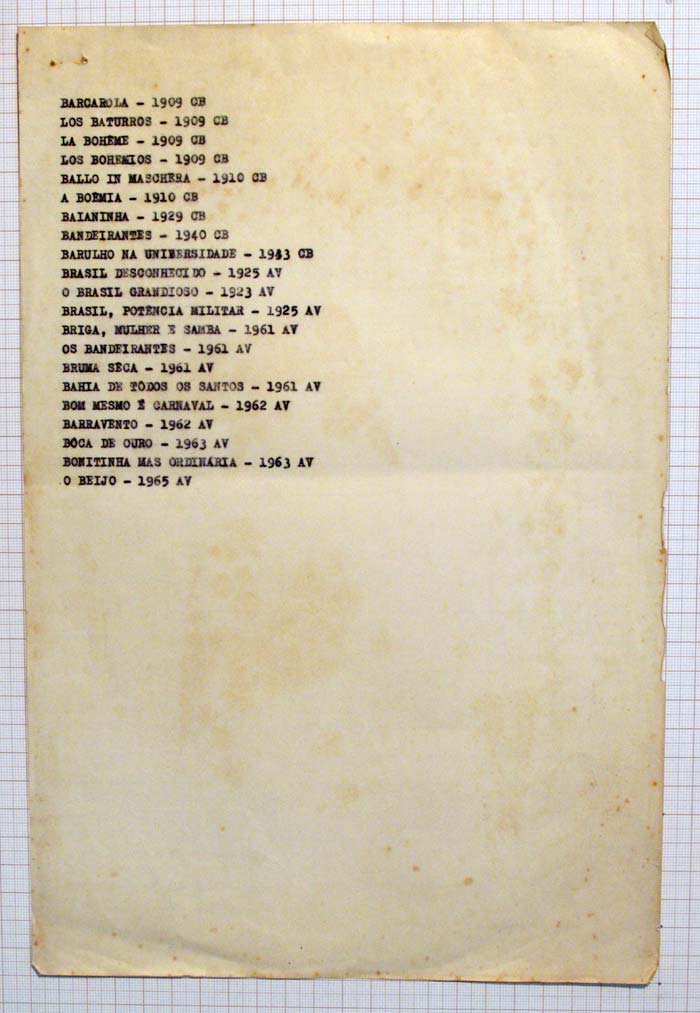 BARCAROLA - 1909 CB
LOS BATURROS - 1909 CB
LA BOHÊME - 1909 CB
LOS BOHEMIOS - 1909 CB
BALLO IN MASCHERA - 1910 CB
A BOÊMIA - 1910 CB
BAIANINHA - 1929 CB
BANDEIRANTES - 1940 CB
BARULHO NA UNIBERSIDADE - 1943 CB
BRASIL DESCONHECIDO - 1925 AV
O BRASIL GRANDIOSO - 1923 AV
BRASIL, POTÊNCIA MILITAR - 1925 AV
BRIGA, MULHER E SAMBA - 1961 AV
OS BANDEIRANTES - 1961 AV
BRUMA SÊCA - 1961 AV
BAHIA DE TÔDOS OS SANTOS - 1961 AV
BOM MESMO É CARNAVAL - 1962 AV
BARRAVENTO - 1962 AV
BÔCA DE OURO - 1963 AV
BONITINHA MAS ORDINÁRIA - 1963 AV
O BEIJO - 1965 AV